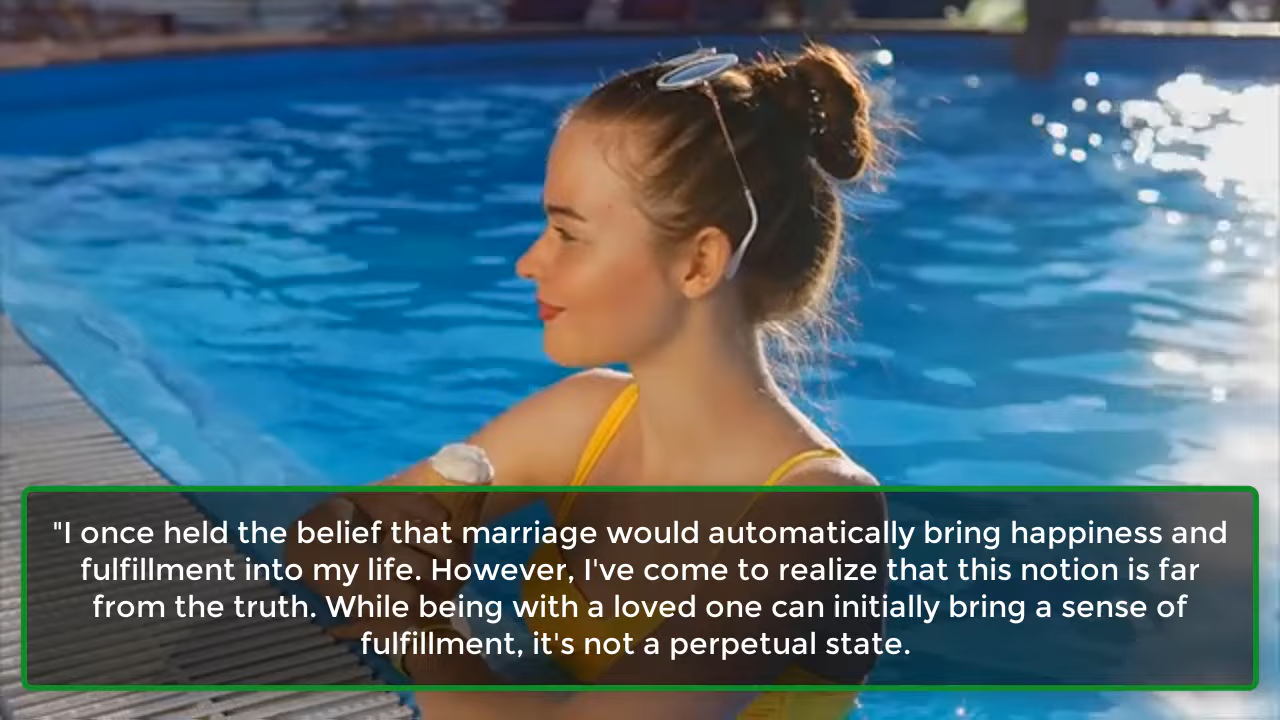 "I once held the belief that marriage would automatically bring happiness and
fulfillment into my life. However, I've come to realize that this notion is far
from the truth. While being with a loved one can initially bring a sense of
fulfillment, it's not a perpetual state.